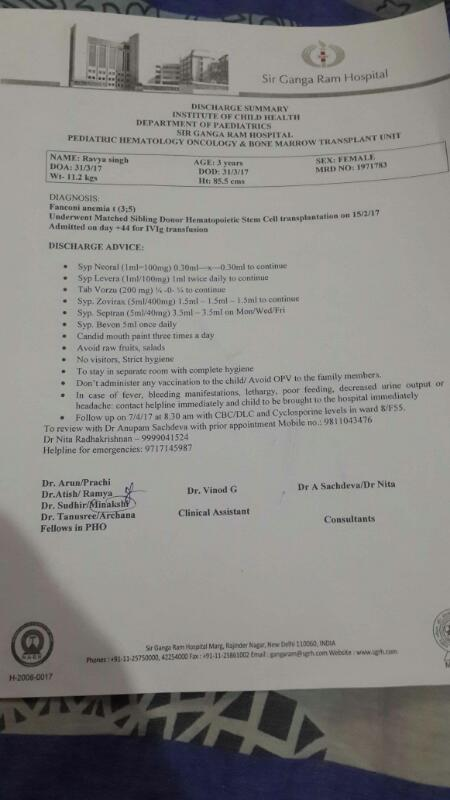 Sir Ganga Ram Hospital
DISCHARGE SUMMARY
INSTITUTE OF CHILD HEALTH
DEPARTMENT OF PAEDIATRICS
SIR GANGA RAM HOSPITAL
PEDIATRIC HEMATOLOGY ONCOLOGY & BONE MARROW TRANSPLANT UNIT
NAME: Ravya singh AGE: 3 years SEX: FEMALE
DOA: 31/3/17 DOD: 31/3/17 MRD NO: 1971783
Wt- 11.2 kgs Ht: 85.5 cms
DIAGNOSIS:
Fanconi anemia t (3;5)
Underwent Matched Sibling Donor Hematopoietic Stem Cell transplantation on 15/2/17
Admitted on day +44 for IVIg transfusion
DISCHARGE ADVICE:
• Syp Neoral (1ml=100mg) 0.30ml—x—0.30ml to continue
• Syp Levera (1ml/100mg) 1ml twice daily to continue
• Tab Vorzu (200 mg) ¼ -0- ¼ to continue
• Syp. Zovirax (5ml/400mg) 1.5ml – 1.5ml – 1.5ml to continue
• Syp. Septran (5ml/40mg) 3.5ml – 3.5ml on Mon/Wed/Fri
• Syp. Bevon 5ml once daily
• Candid mouth paint three times a day
• Avoid raw fruits, salads
• No visitors, Strict hygiene
• To stay in separate room with complete hygiene
• Don't administer any vaccination to the child/ Avoid OPV to the family members.
• In case of fever, bleeding manifestations, lethargy, poor feeding, decreased urine output or
headache: contact helpline immediately and child to be brought to the hospital immediately
• Follow up on 7/4/17 at 8.30 am with CBC/DLC and Cyclosporine levels in ward 8/F55.
To review with Dr Anupam Sachdeva with prior appointment Mobile no.: 9811043476
Dr Nita Radhakrishnan – 9999041524
Helpline for emergencies: 9717145987
Dr. Arun/Prachi
Dr.Atish/ Ramya Dr. Vinod G Dr A Sachdeva/Dr Nita
Dr. Sudhir/Minakshi
Dr. Tanusree/Archana Clinical Assistant Consultants
Fellows in PHO
Sir Ganga Ram Hospital Marg, Rajinder Nagar, New Delhi 110060, INDIA
Phones : +91-11-25750000, 42254000 Fax : +91-11-25861002 Email : gangaram@sgrh.com Website : www.sgrh.com
H-2008-0017